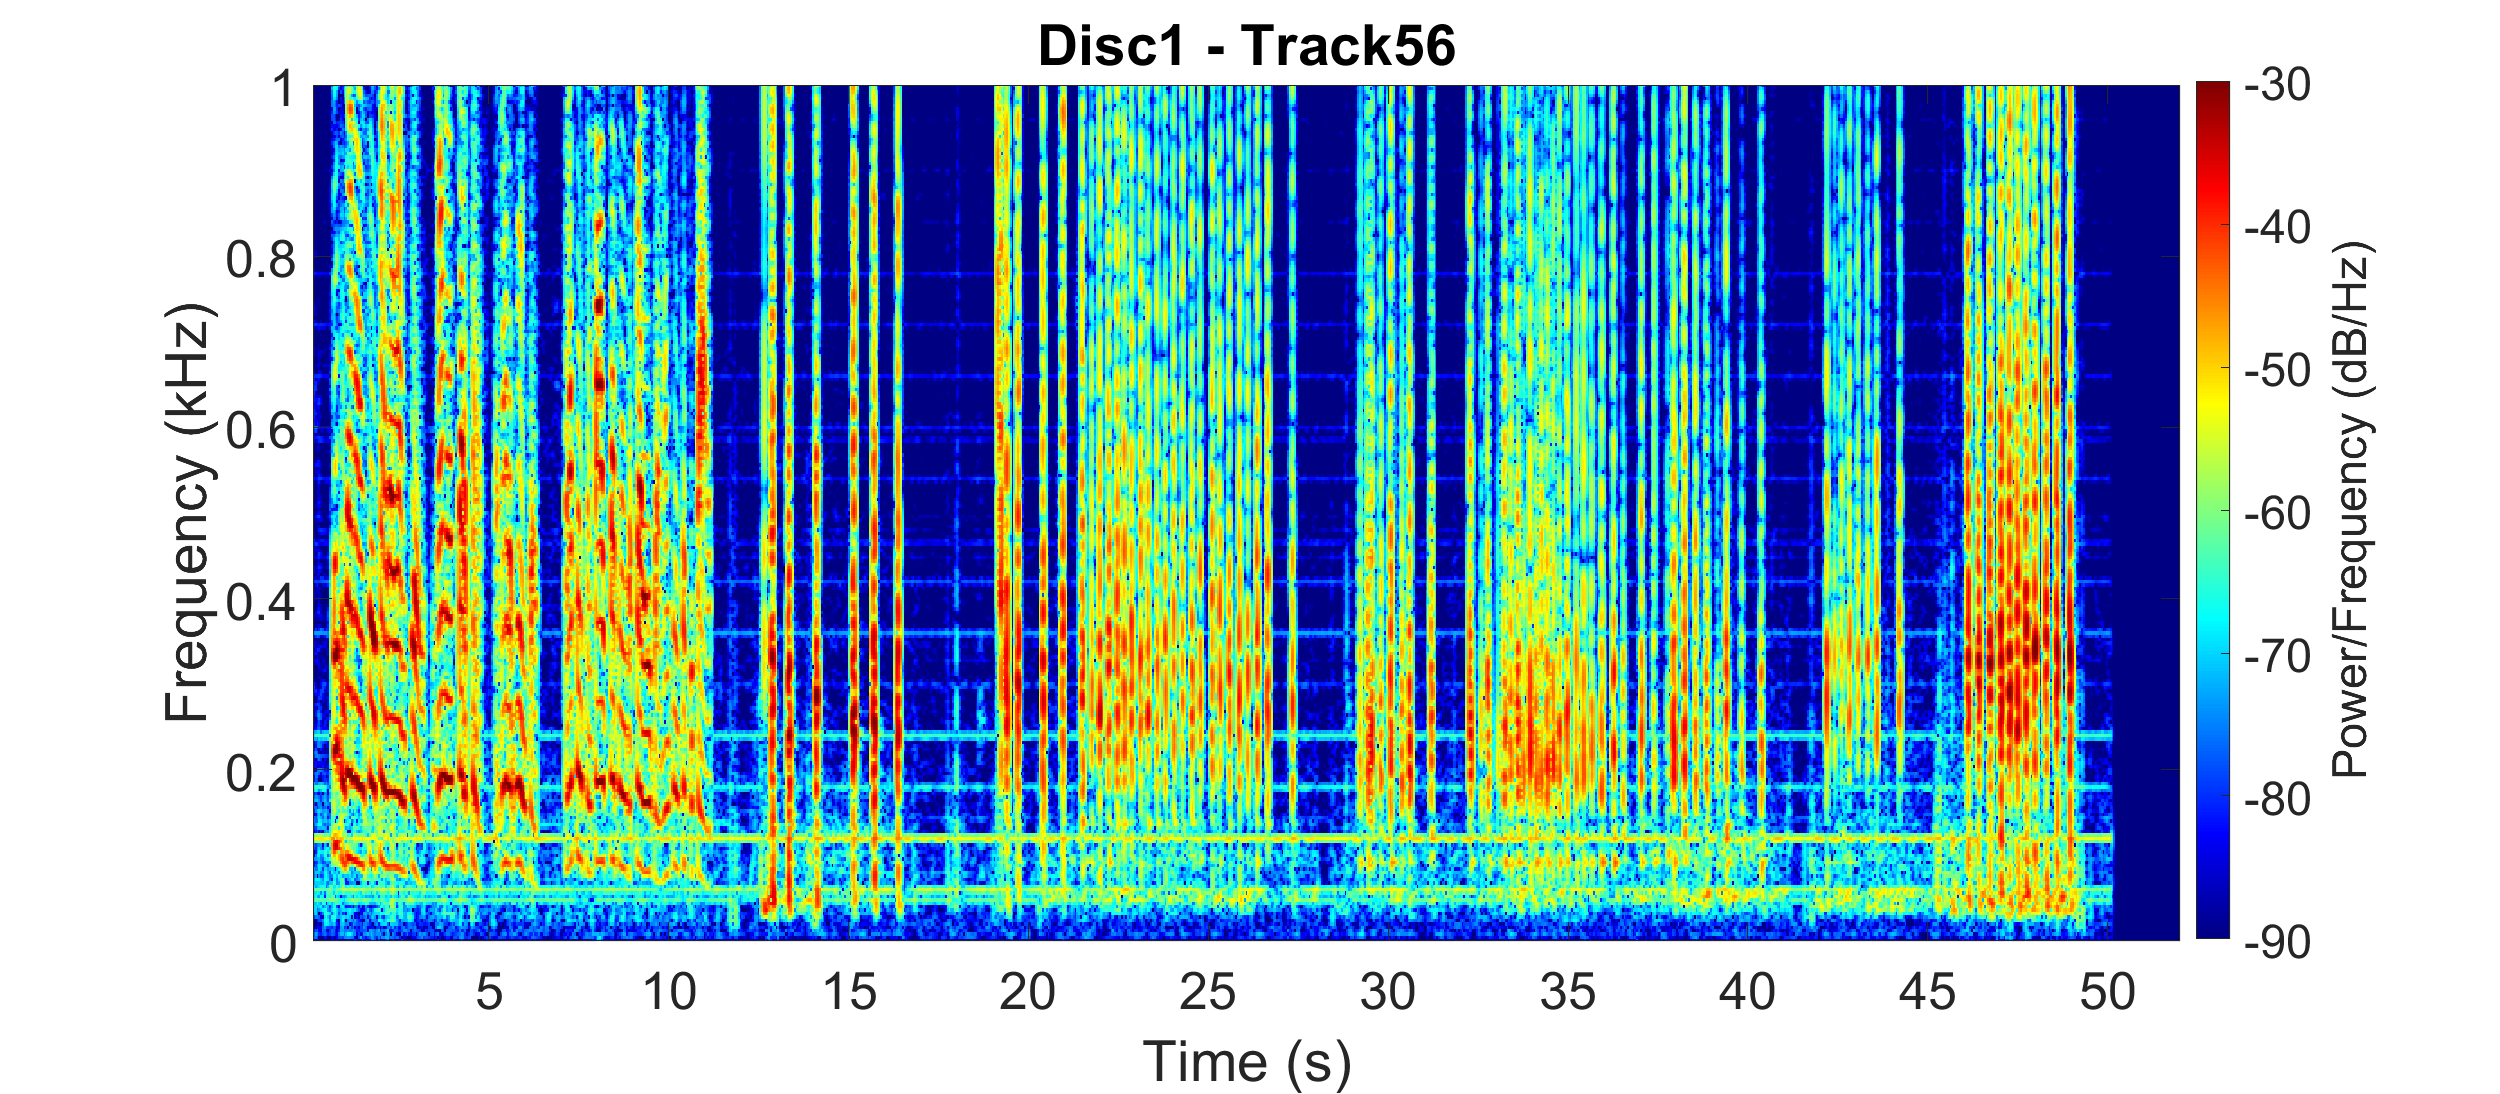 Disc1 - Track56
1
0.8
0.6
0.4
0.2
0
Frequency (kHz)
5 10 15 20 25 30 35 40 45 50
Time (s)
-30
-40
-50
-60
-70
-80
-90
Power/Frequency (dB/Hz)